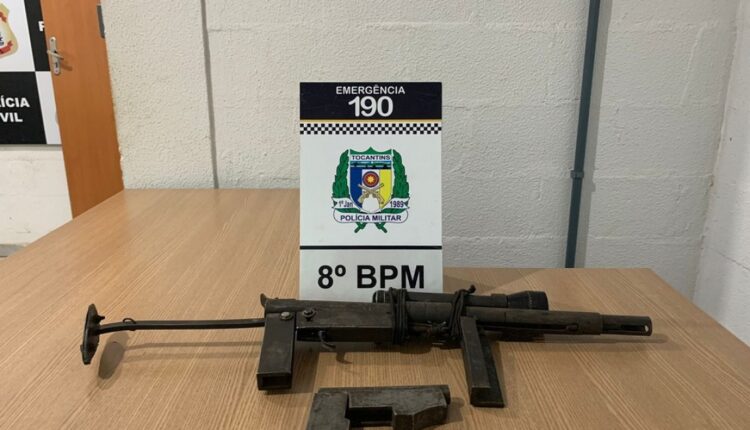 LÍCIA
VIL
EMERGÊNCIA
190
TOCANTINS
1º Jan 1989
POLÍCIA MILITAR
8º BPM